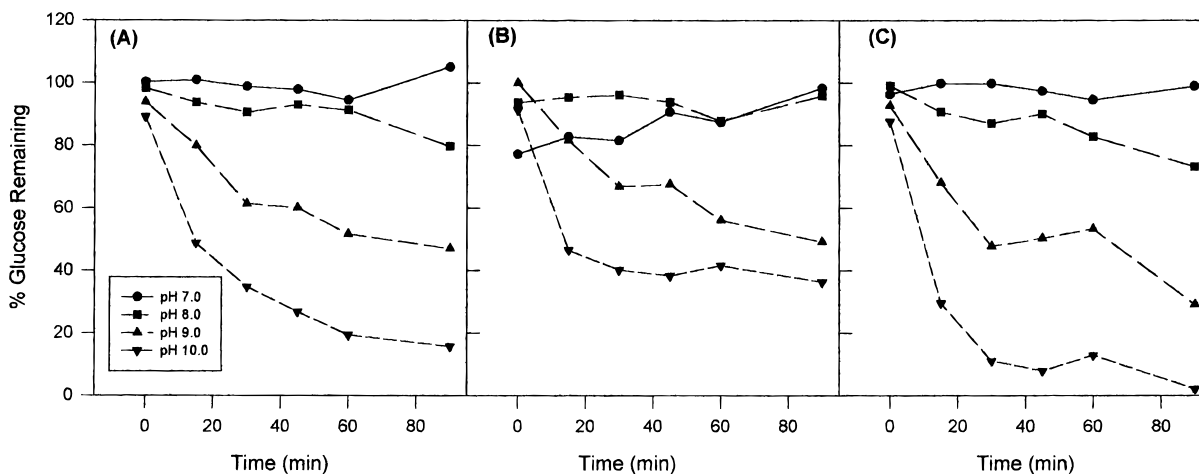 120
100
80
60
40
20
0
% Glucose Remaining
(A)
(B)
(C)
pH 7.0
pH 8.0
pH 9.0
pH 10.0
0 20 40 60 80
0 20 40 60 80
0 20 40 60 80
Time (min)
Time (min)
Time (min)